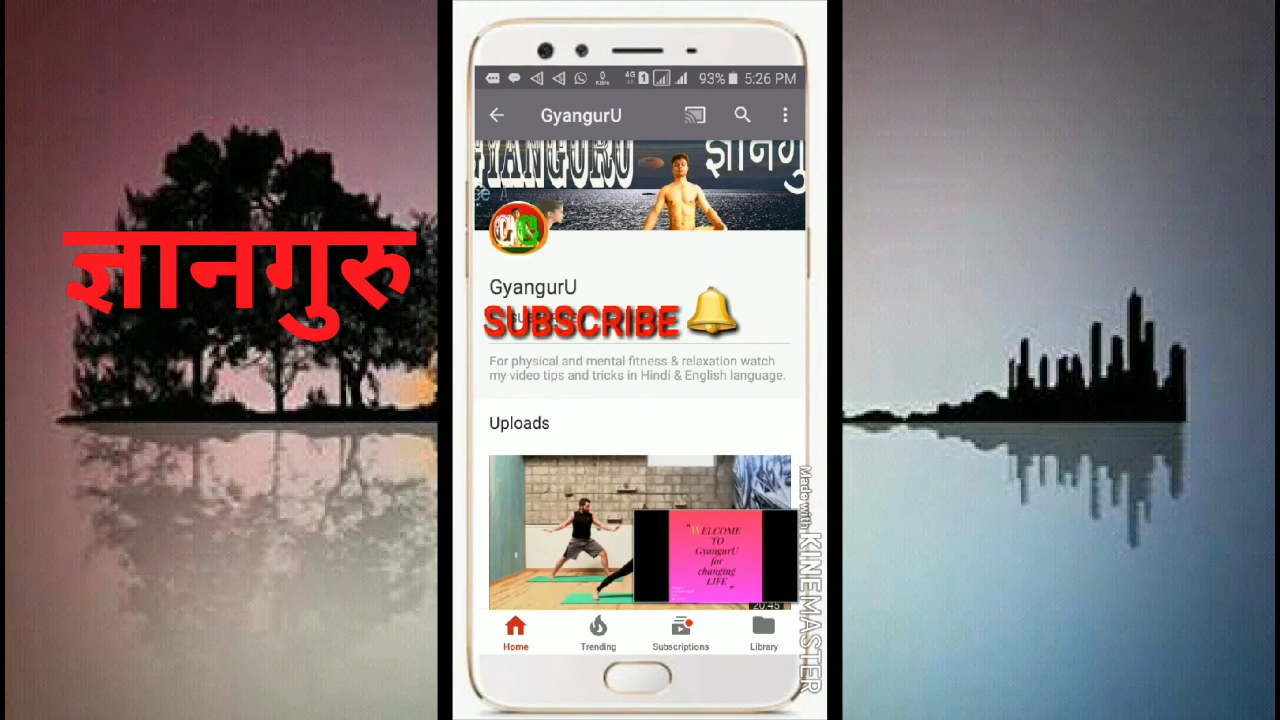 ज्ञानगुरु
93% 5:26 PM
GyangurU
GYANGURU
GyangurU
SUBSCRIBE
For physical and mental fitness & relaxation watch
my video tips and tricks in Hindi & English language.
Uploads
"WELCOME
TO
GyangurU
for
changing
LIFE"
20:45
Home Trending Subscriptions Library
Made with KINEMASTER